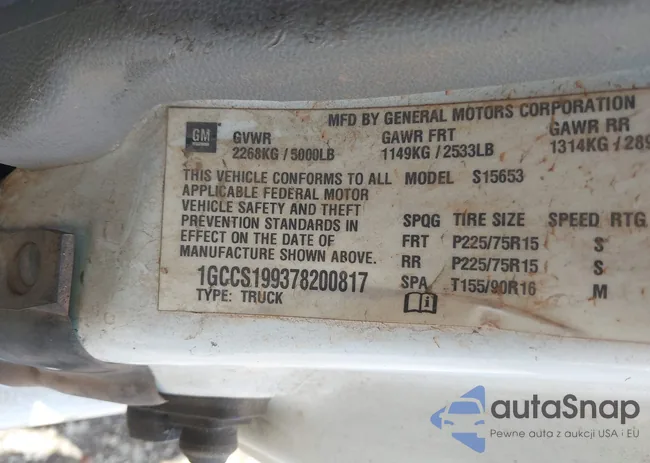 MFD BY GENERAL MOTORS CORPORATION
GM
GVWR GAWR FRT GAWR RR
2268KG / 5000LB 1149KG / 2533LB 1314KG / 289
THIS VEHICLE CONFORMS TO ALL MODEL S15653
APPLICABLE FEDERAL MOTOR
VEHICLE SAFETY AND THEFT
PREVENTION STANDARDS IN SPQG TIRE SIZE SPEED RTG
EFFECT ON THE DATE OF FRT P225/75R15 S
MANUFACTURE SHOWN ABOVE. RR P225/75R15 S
1GCCS199378200817 SPA T155/90R16 M
TYPE: TRUCK
autaSnap
Pewne auta z aukcji USA i EU